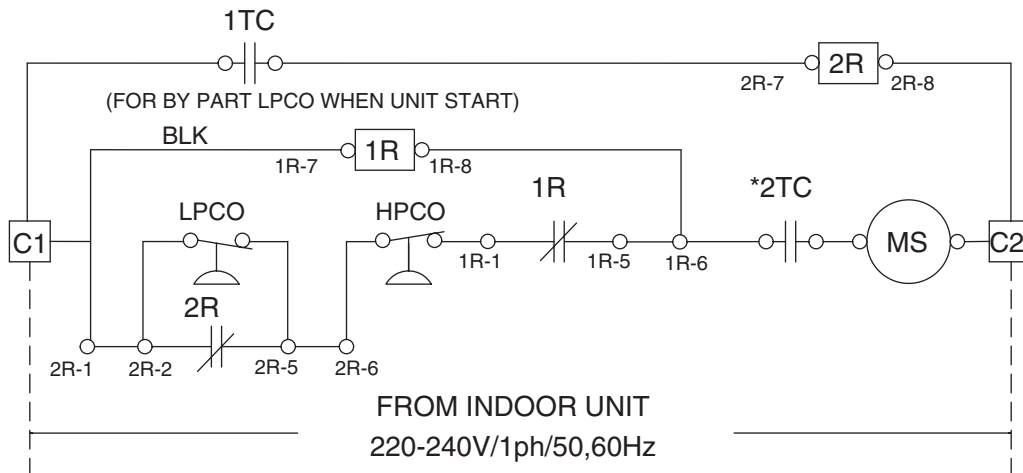 1TC
2R
2R-7
2R-8
(FOR BY PART LPCO WHEN UNIT START)
BLK
1R-7
1R
1R-8
1R
*2TC
LPCO
HPCO
C1
MS
C2
1R-1
1R-5
1R-6
2R
2R-1
2R-2
2R-5
2R-6
FROM INDOOR UNIT
220-240V/1ph/50,60Hz